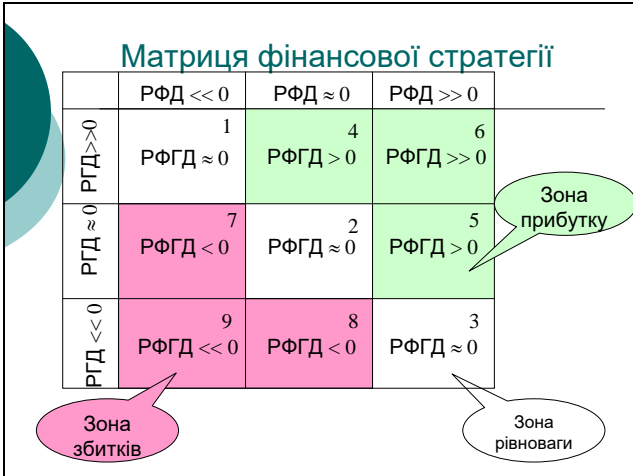 Матриця фінансової стратегії
РФД << 0 РФД ≈ 0 РФД >> 0
РГД>>0
1 4 6
РФГД ≈ 0 РФГД > 0 РФГД >> 0
Зона
прибутку
РГД ≈ 0
7 2 5
РФГД < 0 РФГД ≈ 0 РФГД > 0
РГД << 0
9 8 3
РФГД << 0 РФГД < 0 РФГД ≈ 0
Зона
збитків
Зона
рівноваги